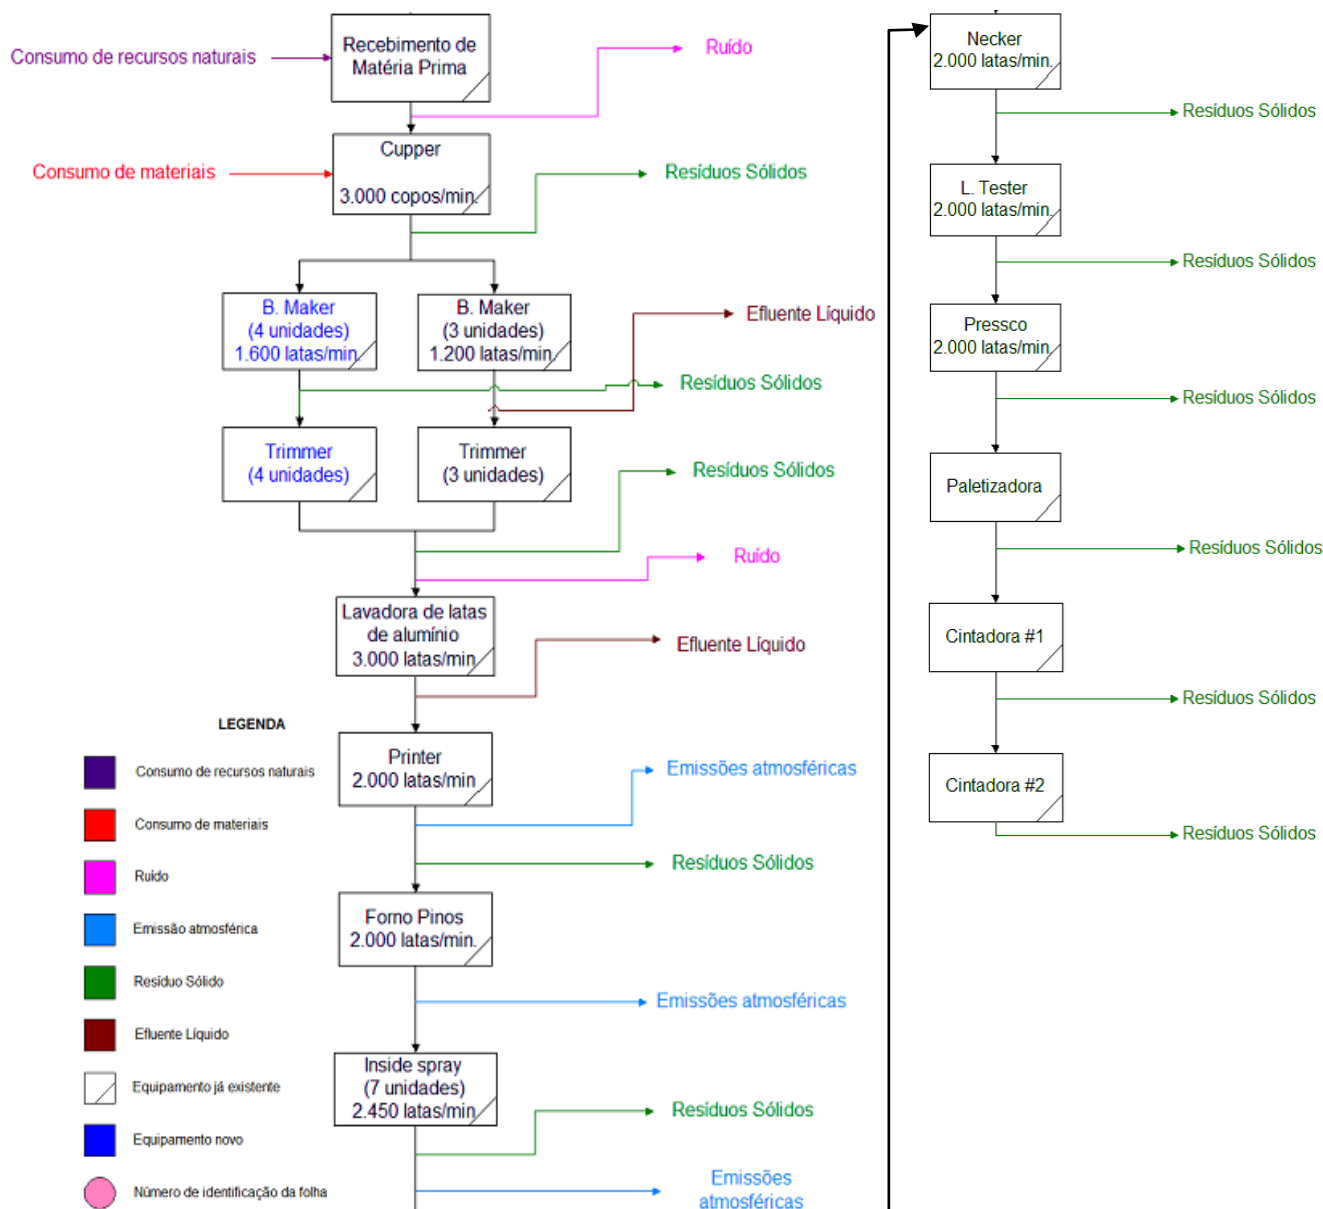 Recebimento de
Matéria Prima
Consumo de recursos naturais
Ruído
Cupper
3.000 copos/min.
Consumo de materiais
Resíduos Sólidos
B. Maker
(4 unidades)
1.600 latas/min.
B. Maker
(3 unidades)
1.200 latas/min.
Efluente Líquido
Resíduos Sólidos
Trimmer
(4 unidades)
Trimmer
(3 unidades)
Resíduos Sólidos
Ruído
Lavadora de latas
de alumínio
3.000 latas/min.
Efluente Líquido
Printer
2.000 latas/min.
Emissões atmosféricas
Resíduos Sólidos
Forno Pinos
2.000 latas/min.
Emissões atmosféricas
Inside spray
(7 unidades)
2.450 latas/min.
Resíduos Sólidos
Emissões
atmosféricas
LEGENDA
Consumo de recursos naturais
Consumo de materiais
Ruído
Emissão atmosférica
Resíduo Sólido
Efluente Líquido
Equipamento já existente
Equipamento novo
Número de identificação da folha
Necker
2.000 latas/min.
Resíduos Sólidos
L. Tester
2.000 latas/min.
Resíduos Sólidos
Pressco
2.000 latas/min.
Resíduos Sólidos
Paletizadora
Resíduos Sólidos
Cintadora #1
Resíduos Sólidos
Cintadora #2
Resíduos Sólidos